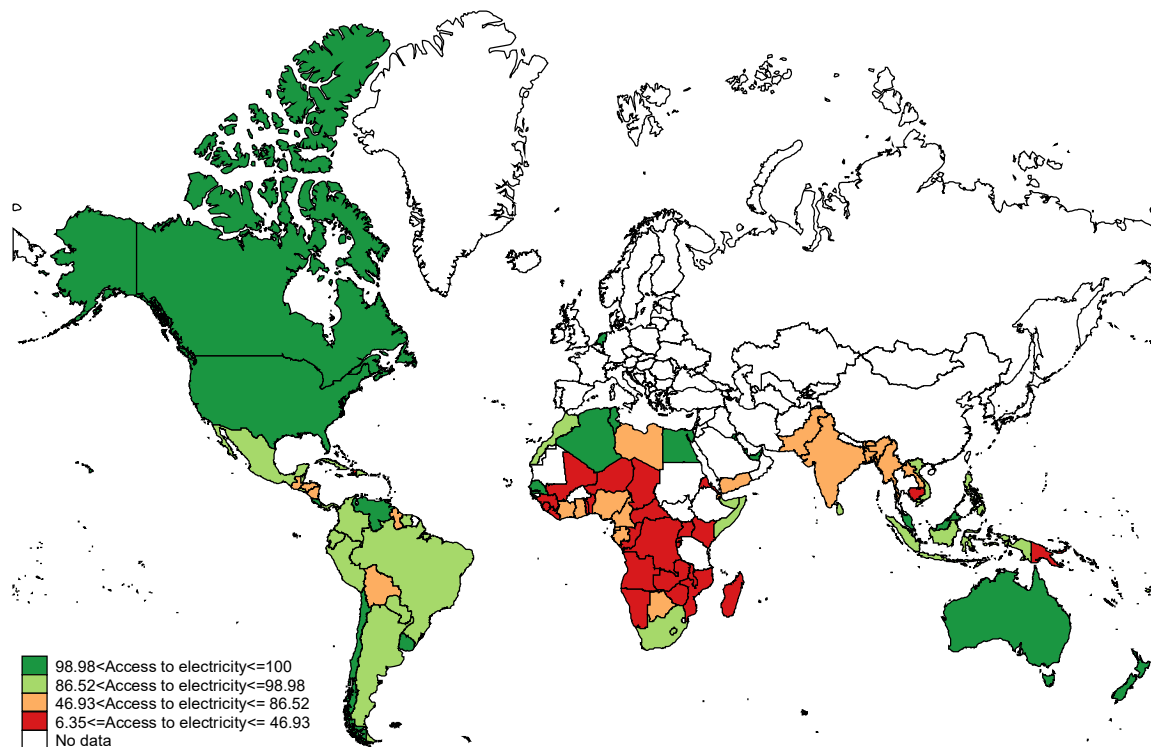 98.98<Access to electricity<=100
86.52<Access to electricity<=98.98
46.93<Access to electricity<= 86.52
6.35<=Access to electricity<= 46.93
No data